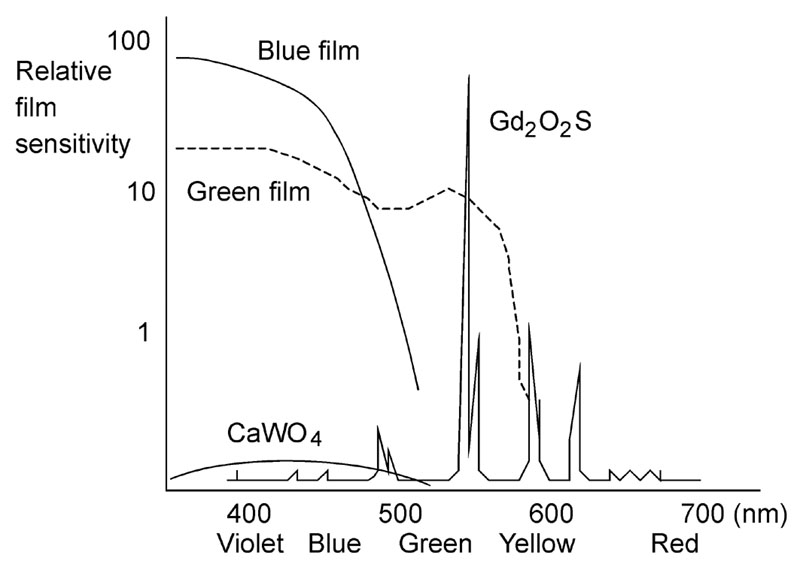 100
Blue film
Relative
film
sensitivity
Gd2O2S
10
Green film
1
CaWO4
400 500 600 700 (nm)
Violet Blue Green Yellow Red